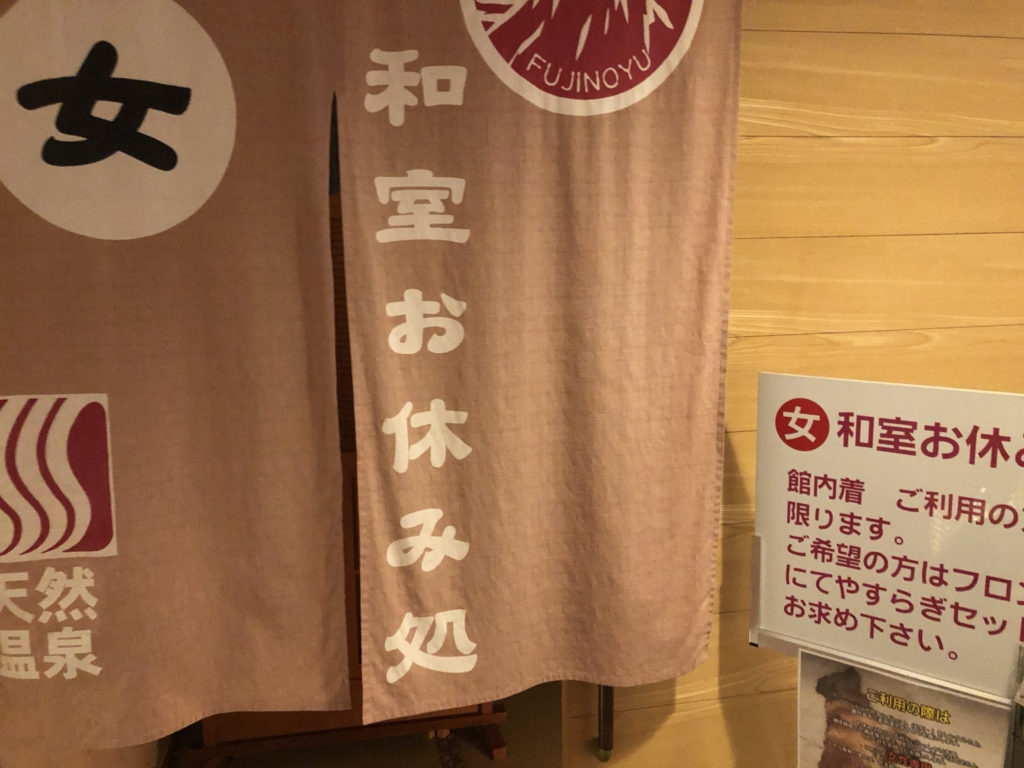 女
FUJINOYU
和室お休み処
天然
温泉
女 和室お休み
館内着 ご利用の
限ります。
ご希望の方はフロン
にてやすらぎセット
お求め下さい。
ご利用の際は